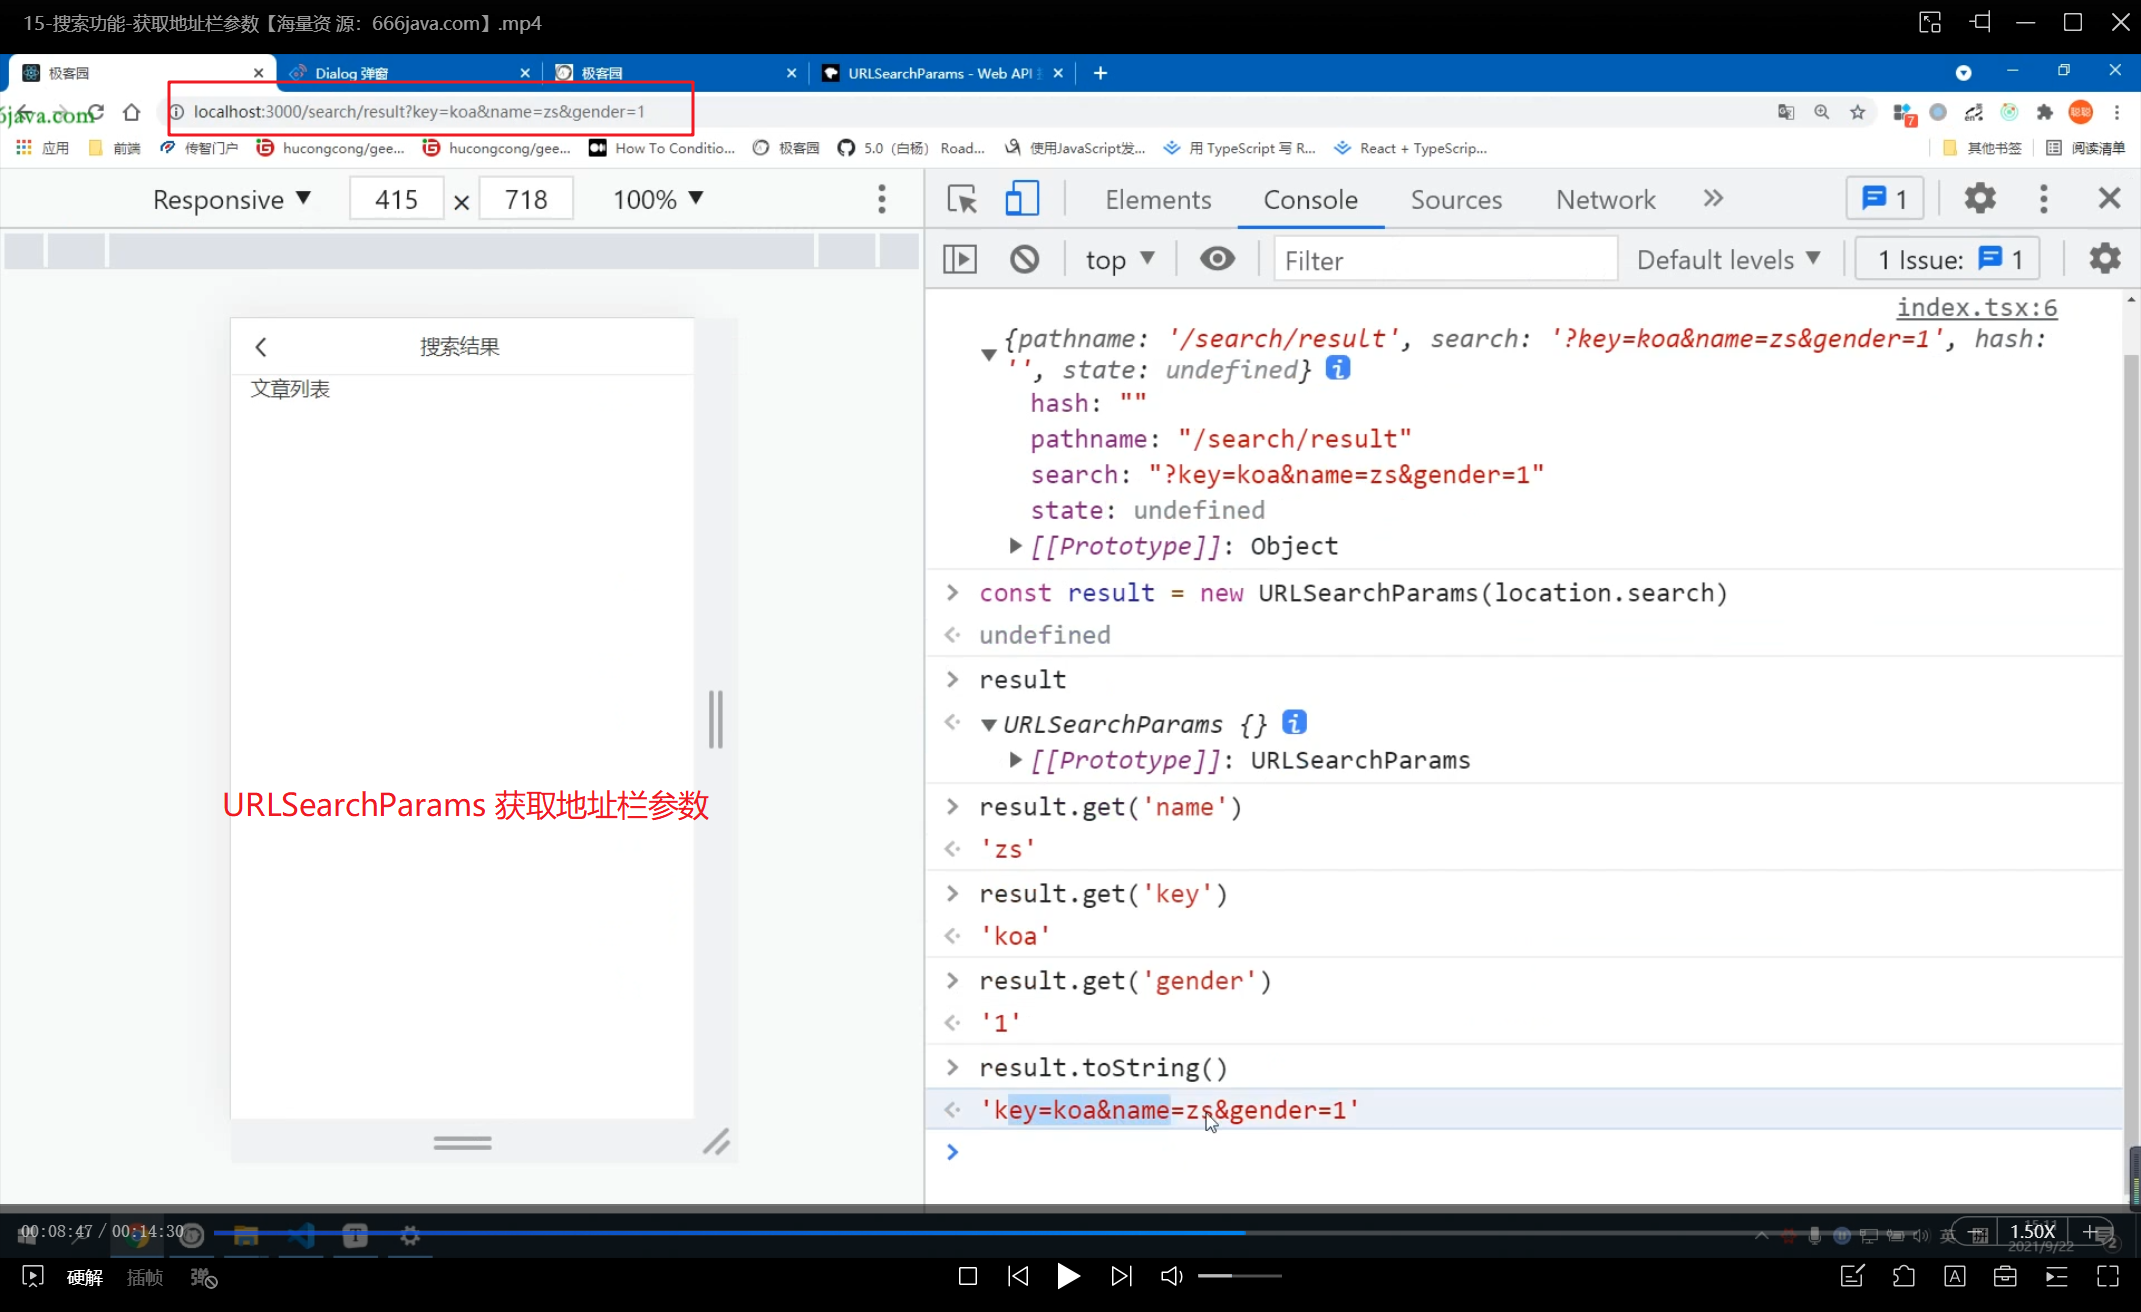 15-搜索功能-获取地址栏参数【海量资 源：666java.com】.mp4
极客园
Dialog 弹窗
极客园
URLSearchParams - Web API
java.com
localhost:3000/search/result?key=koa&name=zs&gender=1
7
应用
前端
传智门户
hucongcong/gee...
hucongcong/gee...
How To Conditio...
极客园
5.0（白杨）Road...
使用JavaScript发...
用 TypeScript 写 R...
React + TypeScrip...
其他书签
阅读清单
Responsive ▼ 415 × 718 100% ▼
Elements Console Sources Network » 1
top ▼ Filter Default levels ▼ 1 Issue: 1
index.tsx:6
{pathname: '/search/result', search: '?key=koa&name=zs&gender=1', hash:
'', state: undefined} i
hash: ""
pathname: "/search/result"
search: "?key=koa&name=zs&gender=1"
state: undefined
[[Prototype]]: Object
> const result = new URLSearchParams(location.search)
undefined
> result
URLSearchParams {} i
[[Prototype]]: URLSearchParams
> result.get('name')
'zs'
> result.get('key')
'koa'
> result.get('gender')
'1'
> result.toString()
'key=koa&name=zs&gender=1'
>
搜索结果
文章列表
URLSearchParams 获取地址栏参数
00:08:47 / 00:14:30
英
1.50X
2021/9/22
硬解
插帧
弹
A